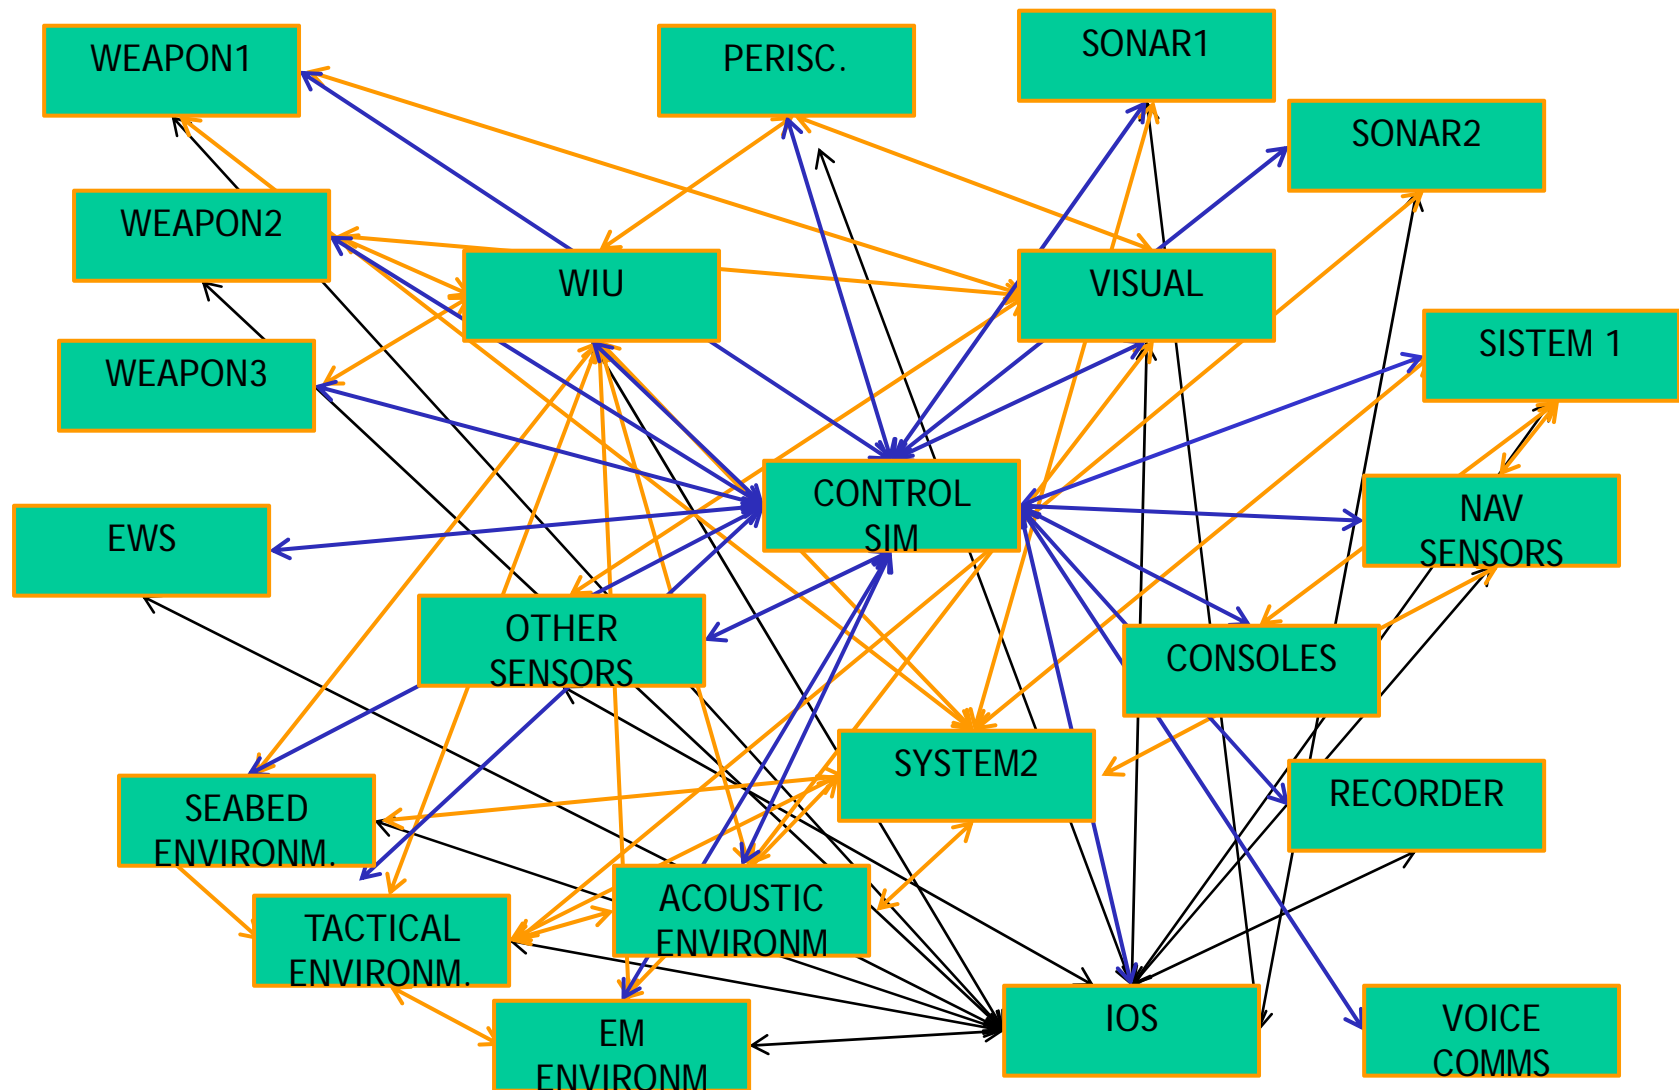 WEAPON1
PERISC.
SONAR1
SONAR2
WEAPON2
WIU
VISUAL
SISTEM 1
WEAPON3
CONTROL
SIM
NAV
SENSORS
EWS
OTHER
SENSORS
CONSOLES
SYSTEM2
RECORDER
SEABED
ENVIRONM.
TACTICAL
ENVIRONM.
ACOUSTIC
ENVIRONM
EM
ENVIRONM
IOS
VOICE
COMMS